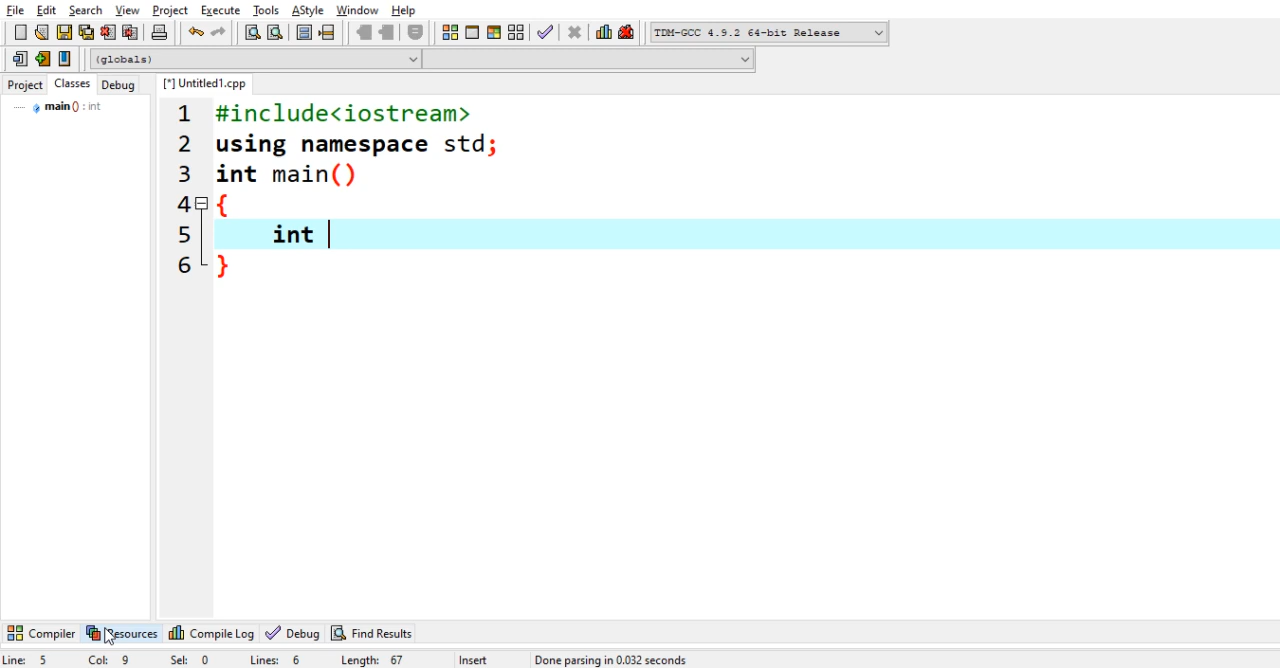 File Edit Search View Project Execute Tools AStyle Window Help
TDM-GCC 4.9.2 64-bit Release
(globals)
Project Classes Debug [*] Untitled1.cpp
main () : int
1 #include<iostream>
2 using namespace std;
3 int main()
4 {
5 int
6 }
Compiler Resources Compile Log Debug Find Results
Line: 5 Col: 9 Sel: 0 Lines: 6 Length: 67 Insert Done parsing in 0.032 seconds